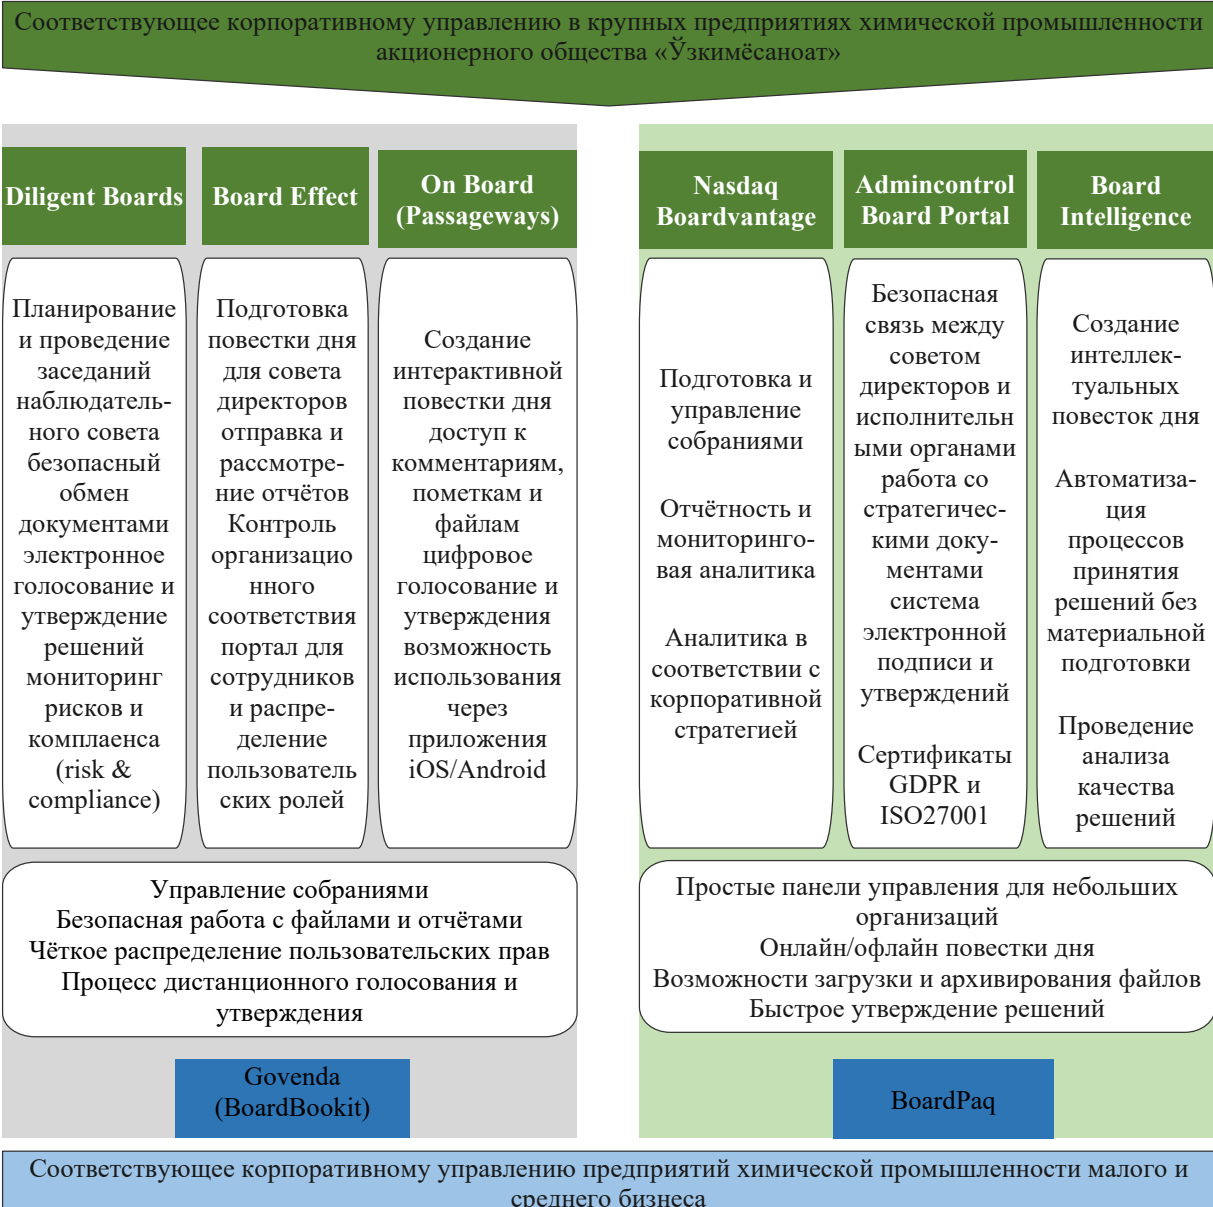 Соответствующее корпоративному управлению в крупных предприятиях химической промышленности
акционерного общества «Ўзкимёсаноат»
Diligent Boards
Board Effect
On Board
(Passageways)
Nasdaq
Boardvantage
Admincontrol
Board Portal
Board
Intelligence
Планирование
и проведение
заседаний
наблюдатель-
ного совета
безопасный
обмен
документами
электронное
голосование и
утверждение
решений
мониторинг
рисков и
комплаенса
(risk &
compliance)
Подготовка
повестки дня
для совета
директоров
отправка и
рассмотре-
ние отчётов
Контроль
организацио
нного
соответствия
портал для
сотрудников
и распре-
деление
пользователь
ских ролей
Создание
интерактивной
повестки дня
доступ к
комментариям,
пометкам и
файлам
цифровое
голосование и
утверждения
возможность
использования
через
приложения
iOS/Android
Подготовка и
управление
собраниями
Отчётность и
мониторинго-
вая аналитика
Аналитика в
соответствии с
корпоративной
стратегией
Безопасная
связь между
советом
директоров и
исполнительн
ыми органами
работа со
стратегичес-
кими доку-
ментами
система
электронной
подписи и
утверждений
Сертификаты
GDPR и
ISO27001
Создание
интеллек-
туальных
повесток дня
Автоматиза-
ция
процессов
принятия
решений без
материальной
подготовки
Проведение
анализа
качества
решений
Управление собраниями
Безопасная работа с файлами и отчётами
Чёткое распределение пользовательских прав
Процесс дистанционного голосования и
утверждения
Простые панели управления для небольших
организаций
Онлайн/офлайн повестки дня
Возможности загрузки и архивирования файлов
Быстрое утверждение решений
Govenda
(BoardBookit)
BoardPaq
Соответствующее корпоративному управлению предприятий химической промышленности малого и
среднего бизнеса